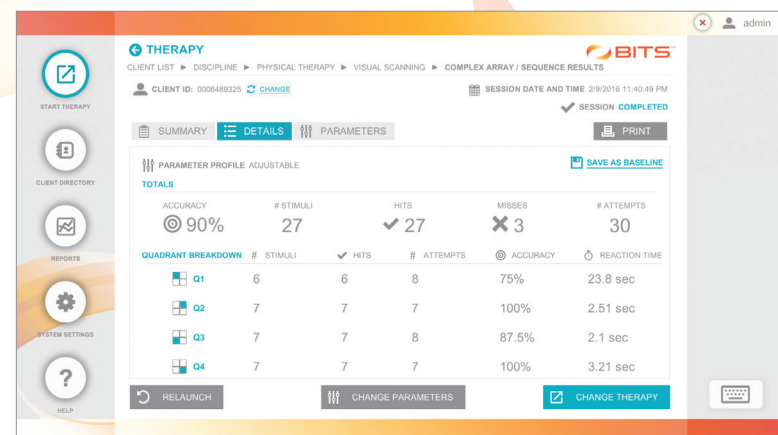 admin
THERAPY
BITS
CLIENT LIST ► DISCIPLINE ► PHYSICAL THERAPY ► VISUAL SCANNING ► COMPLEX ARRAY / SEQUENCE RESULTS
CLIENT ID: 0006489325 CHANGE
SESSION DATE AND TIME 2/9/2016 11.40:49 PM
SESSION COMPLETED
START THERAPY
SUMMARY DETAILS PARAMETERS PRINT
PARAMETER PROFILE ADJUSTABLE SAVE AS BASELINE
TOTALS
CLIENT DIRECTORY
ACCURACY # STIMULI HITS MISSES # ATTEMPTS
90% 27 27 3 30
REPORTS
QUADRANT BREAKDOWN # STIMULI HITS # ATTEMPTS ACCURACY REACTION TIME
Q1 6 6 8 75% 23.8 sec
Q2 7 7 7 100% 2.51 sec
SYSTEM SETTINGS
Q3 7 7 8 87.5% 2.1 sec
Q4 7 7 7 100% 3.21 sec
?
HELP
RELAUNCH CHANGE PARAMETERS CHANGE THERAPY